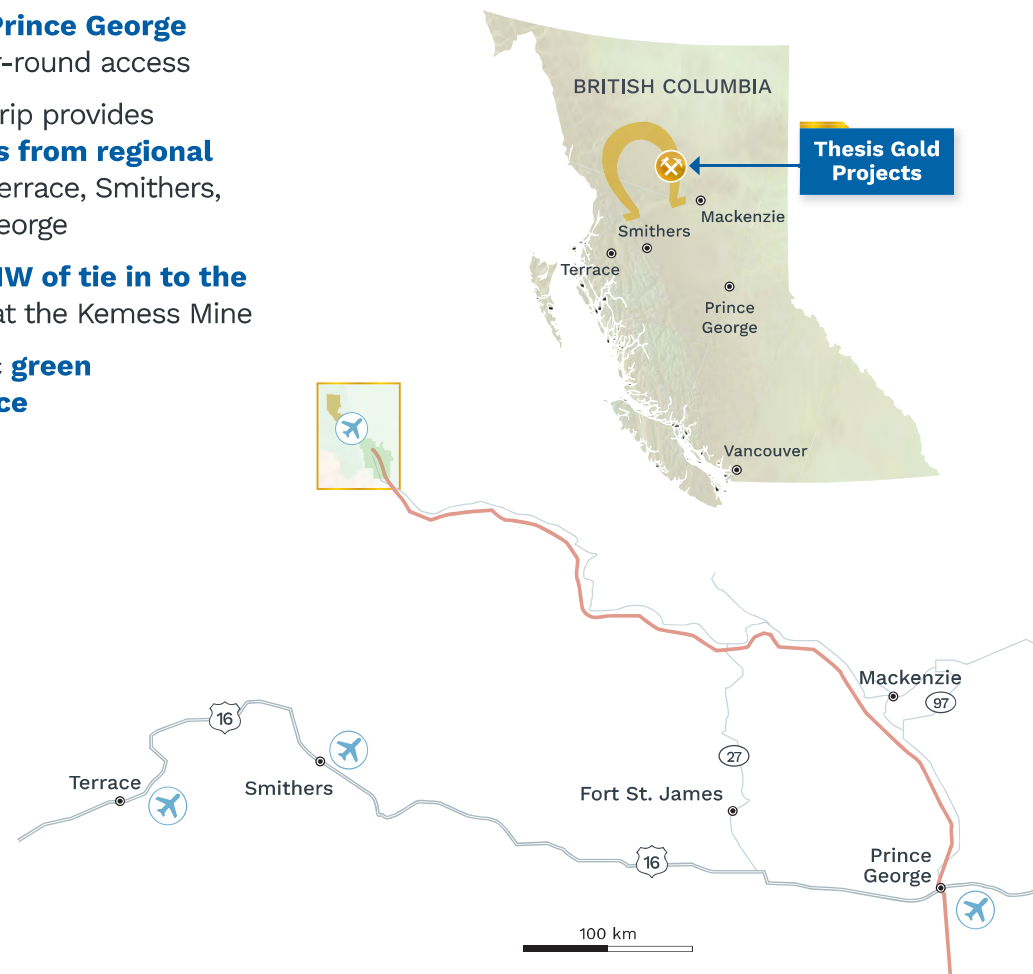 Prince George
-round access
rip provides
s from regional
errace, Smithers,
eorge
W of tie in to the
at the Kemess Mine
green
ce
BRITISH COLUMBIA
Thesis Gold
Projects
Mackenzie
Smithers
Terrace
Prince
George
Vancouver
Mackenzie
97
16
27
Terrace
Smithers
Fort St. James
16
Prince
George
100 km